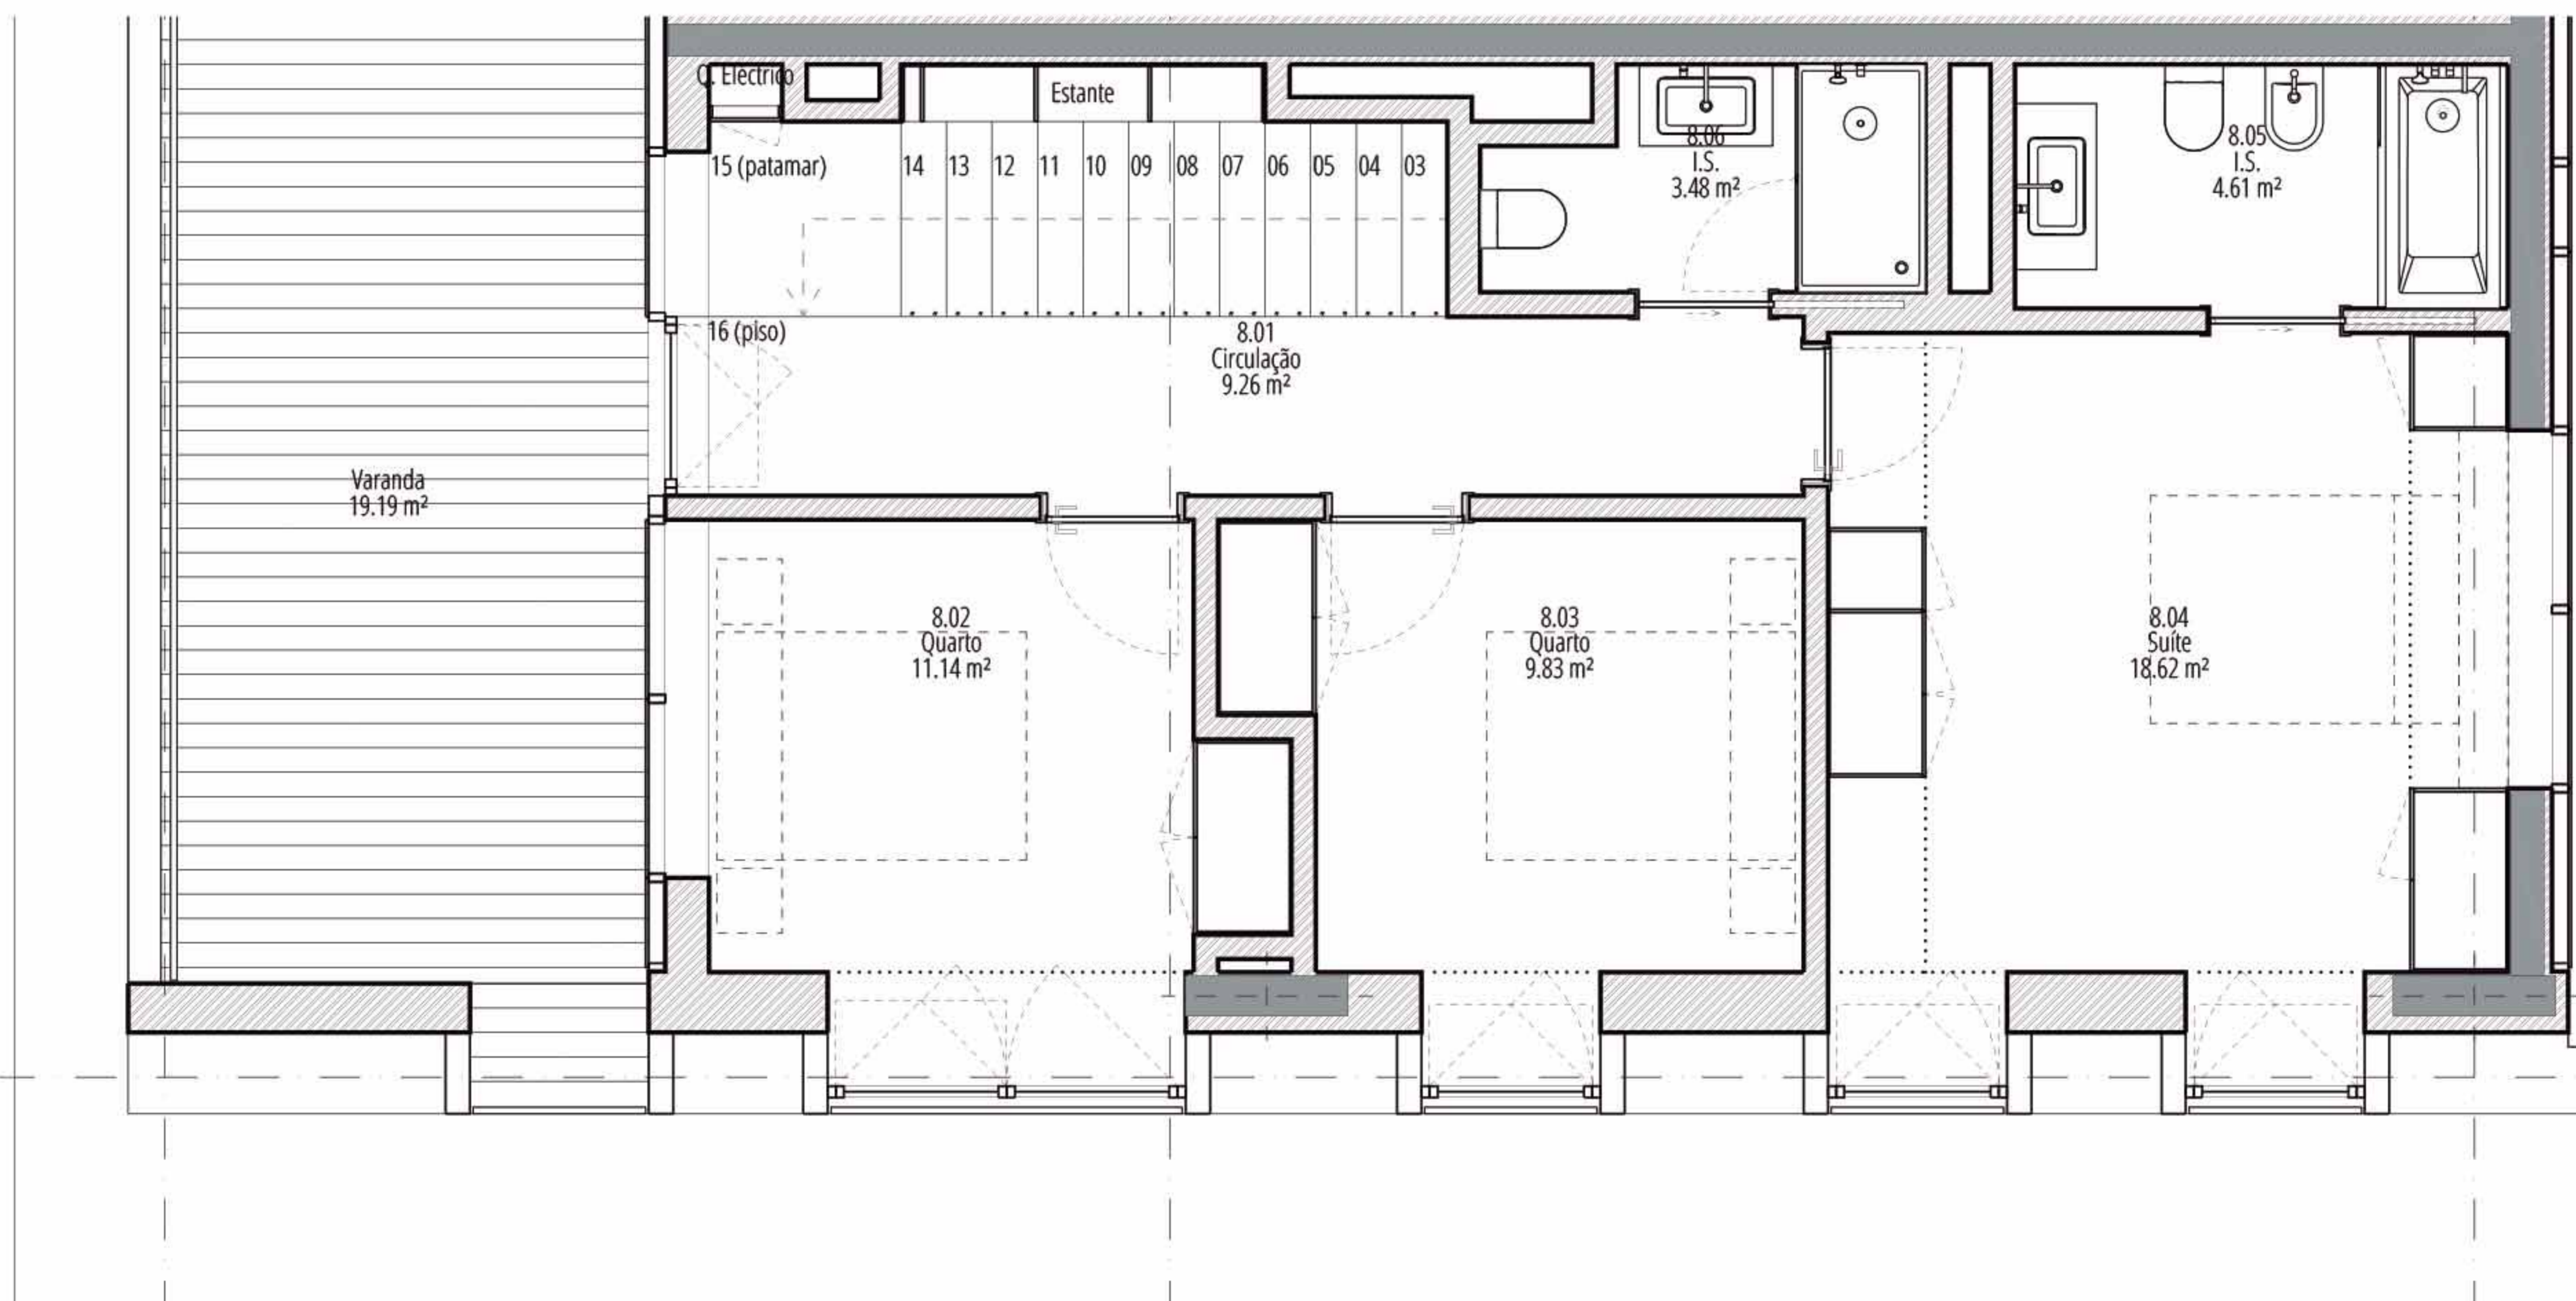 Q. Electrico
Estante
15 (patamar)
14
13
12
11
10
09
08
07
06
05
04
03
8.06
I.S.
3.48 m²
8.05
I.S.
4.61 m²
16 (piso)
8.01
Circulação
9.26 m²
Varanda
19.19 m²
8.02
Quarto
11.14 m²
8.03
Quarto
9.83 m²
8.04
Suíte
18.62 m²